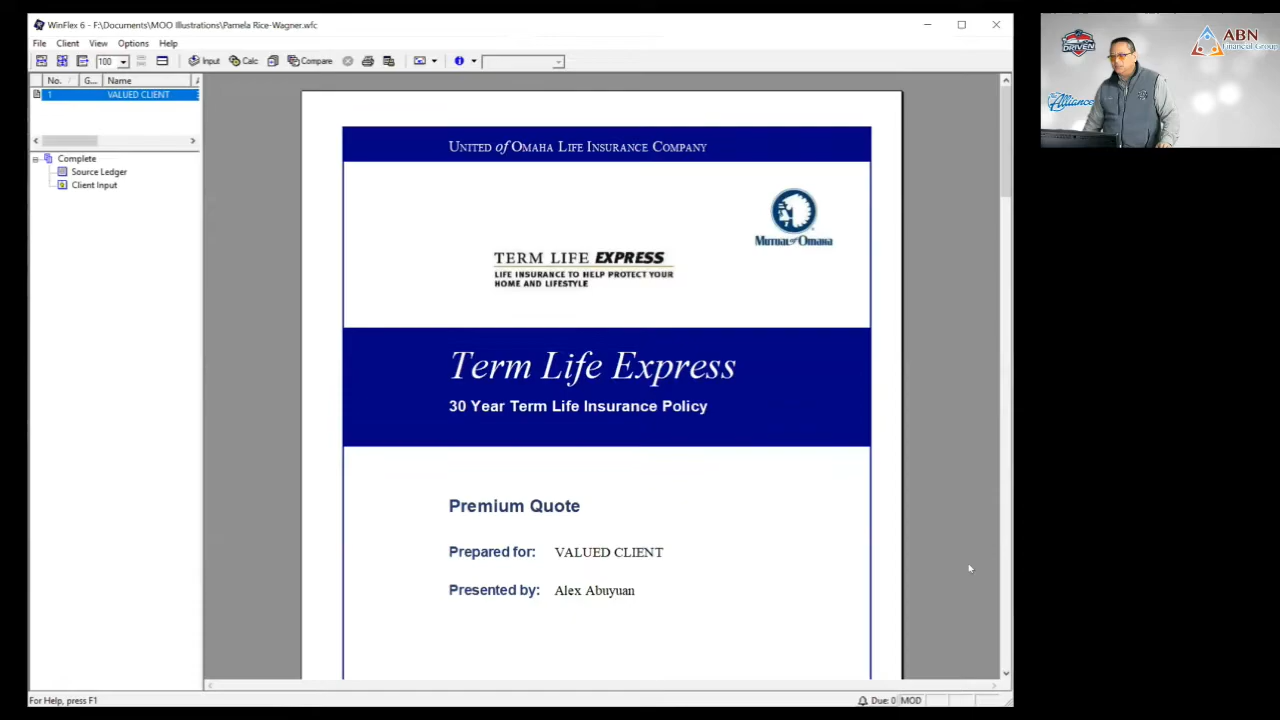 WinFlex 6 - F:\Documents\MOO Illustrations\Pamela Rice-Wagner.wfc
File Client View Options Help
100 Input Calc Compare
No. G... Name
1 VALUED CLIENT
Complete
Source Ledger
Client Input
UNITED of OMAHA LIFE INSURANCE COMPANY
MUTUAL of OMAHA
TERM LIFE EXPRESS
LIFE INSURANCE TO HELP PROTECT YOUR
HOME AND LIFESTYLE
Term Life Express
30 Year Term Life Insurance Policy
Premium Quote
Prepared for: VALUED CLIENT
Presented by: Alex Abuyuan
For Help, press F1
Due: 0 MOD
DRIVEN
ABN
Financial Group
The Alliance